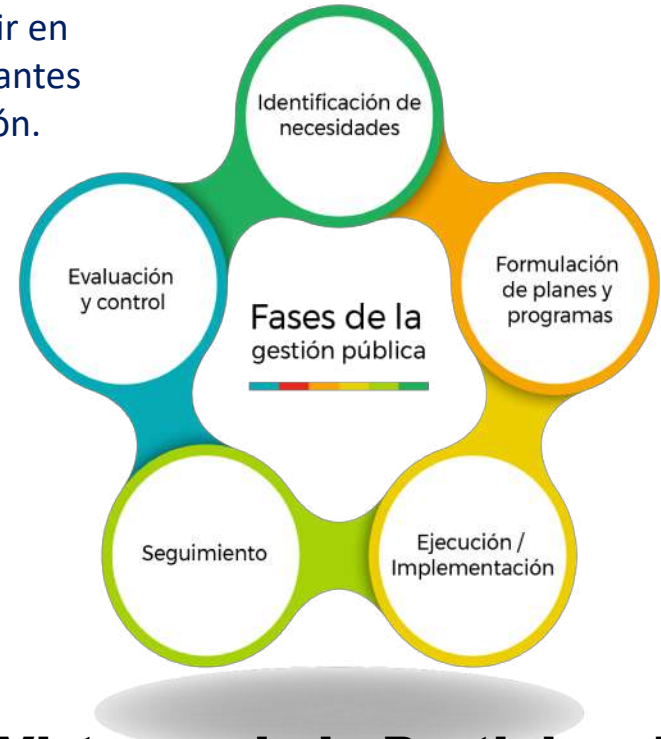 ir en
antes
ón.
Identificación de
necesidades
Formulación
de planes y
programas
Ejecución /
Implementación
Seguimiento
Evaluación
y control
Fases de la
gestión pública